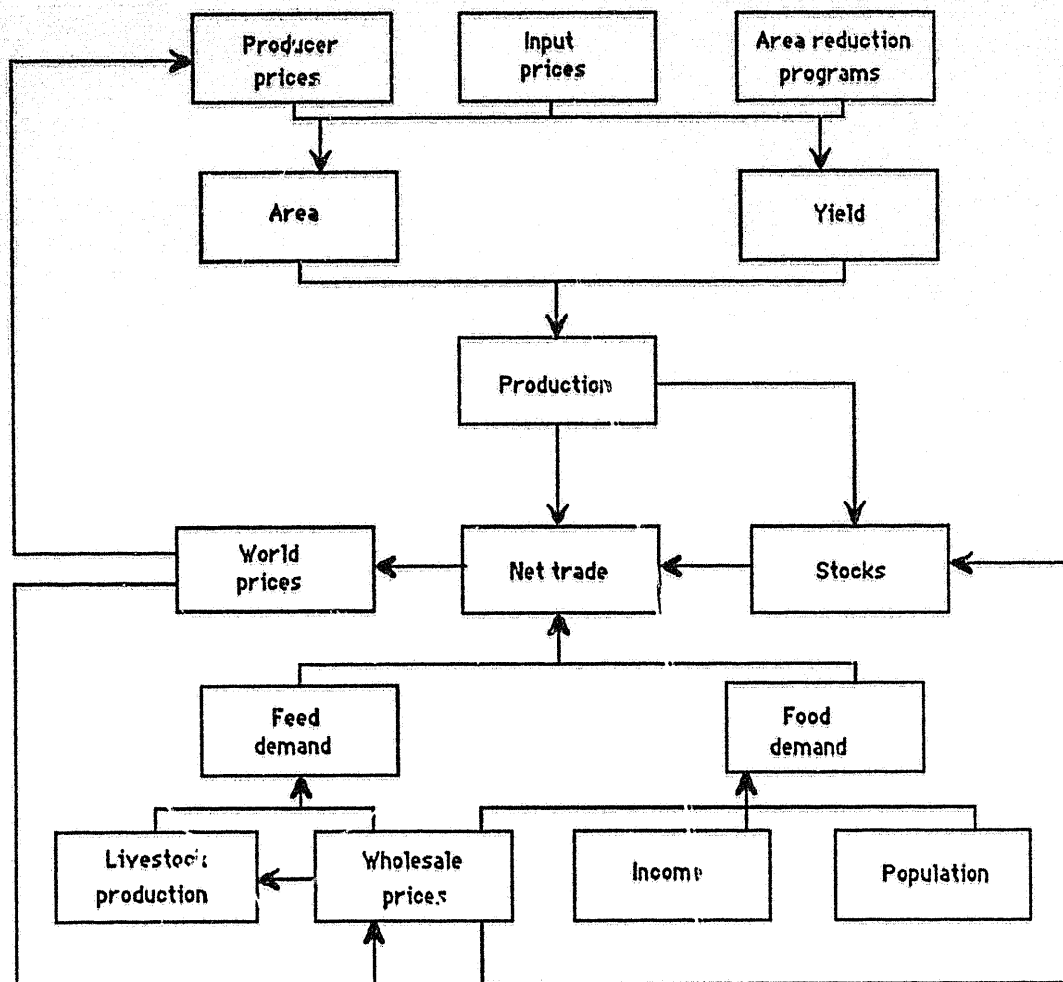 Producer
prices
Input
prices
Area reduction
programs
Area
Yield
Production
World
prices
Net trade
Stocks
Feed
demand
Food
demand
Livestock
production
Wholesale
prices
Income
Population